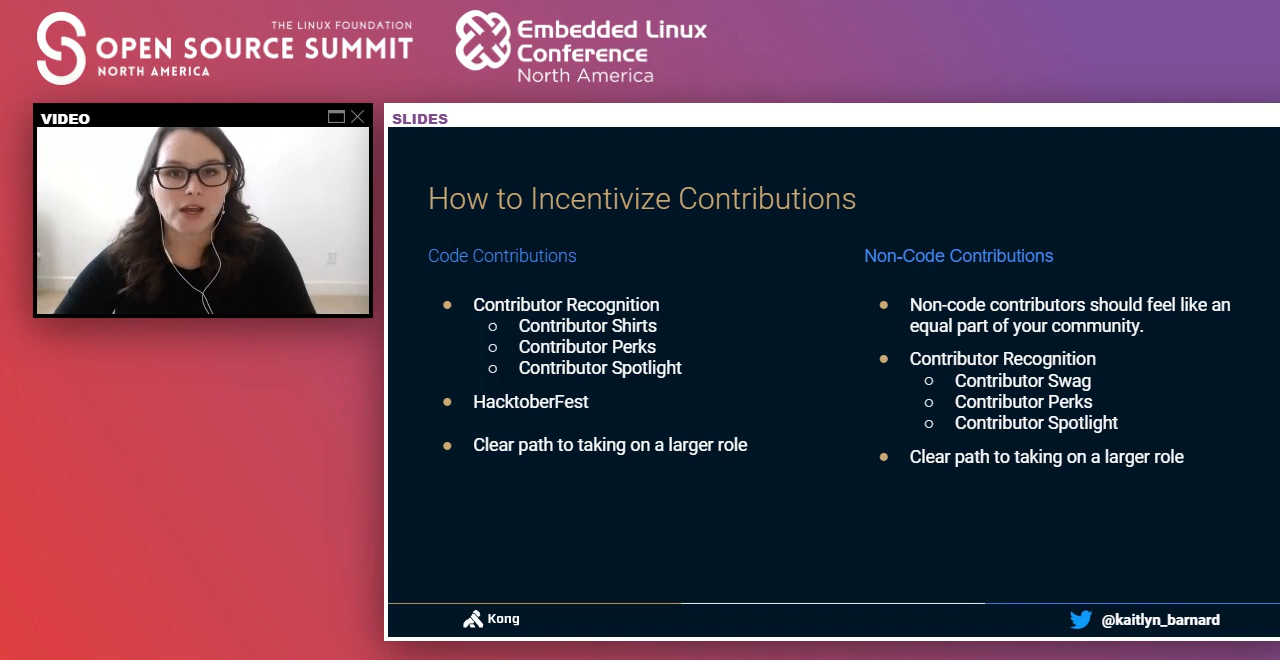 THE LINUX FOUNDATION
OPEN SOURCE SUMMIT
NORTH AMERICA
Embedded Linux
Conference
North America
VIDEO
SLIDES
How to Incentivize Contributions
Code Contributions
Contributor Recognition
Contributor Shirts
Contributor Perks
Contributor Spotlight
HacktoberFest
Clear path to taking on a larger role
Non-Code Contributions
Non-code contributors should feel like an
equal part of your community.
Contributor Recognition
Contributor Swag
Contributor Perks
Contributor Spotlight
Clear path to taking on a larger role
Kong
@kaitlyn_barnard